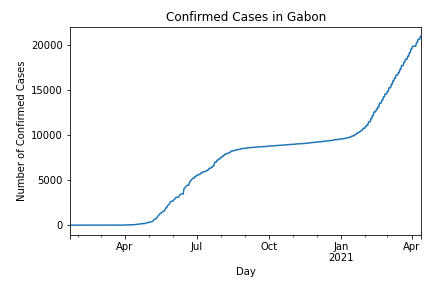 Confirmed Cases in Gabon
Number of Confirmed Cases
20000
15000
10000
5000
0
Apr
Jul
Oct
Jan
2021
Apr
Day